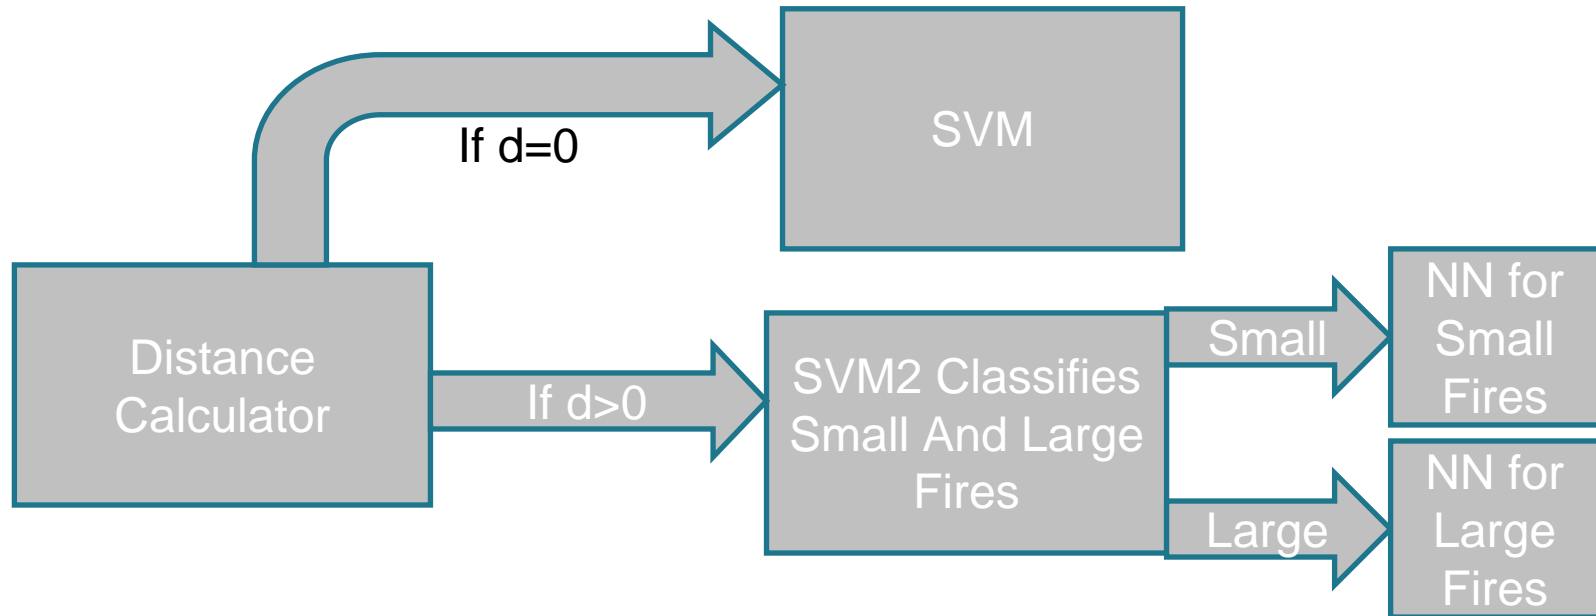 If d=0
SVM
Distance
Calculator
If d>0
SVM2 Classifies
Small And Large
Fires
Small
Large
NN for
Small
Fires
NN for
Large
Fires